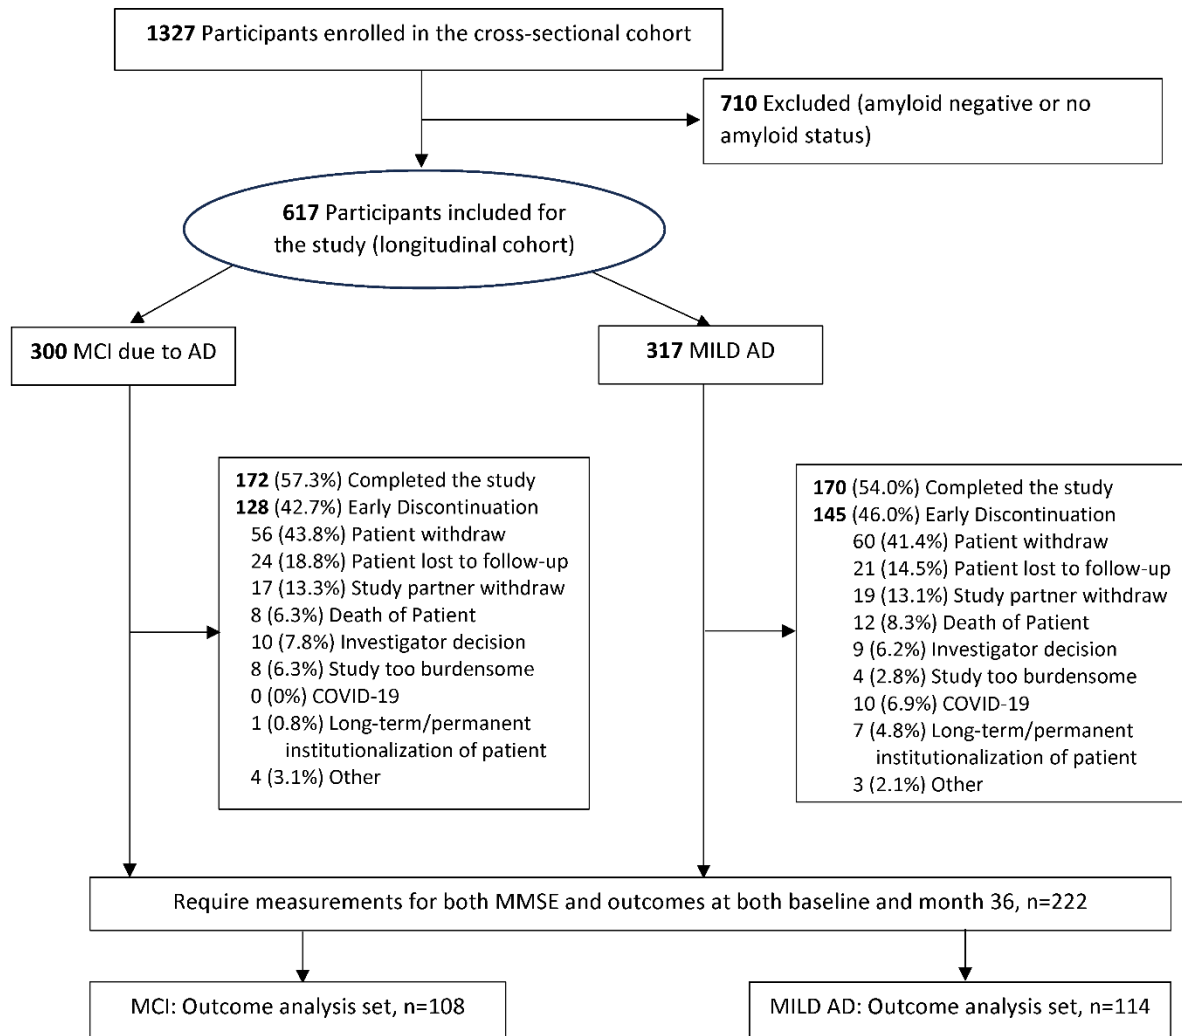 1327 Participants enrolled in the cross-sectional cohort
710 Excluded (amyloid negative or no
amyloid status)
617 Participants included for
the study (longitudinal cohort)
300 MCI due to AD
317 MILD AD
172 (57.3%) Completed the study
128 (42.7%) Early Discontinuation
56 (43.8%) Patient withdraw
24 (18.8%) Patient lost to follow-up
17 (13.3%) Study partner withdraw
8 (6.3%) Death of Patient
10 (7.8%) Investigator decision
8 (6.3%) Study too burdensome
0 (0%) COVID-19
1 (0.8%) Long-term/permanent
institutionalization of patient
4 (3.1%) Other
170 (54.0%) Completed the study
145 (46.0%) Early Discontinuation
60 (41.4%) Patient withdraw
21 (14.5%) Patient lost to follow-up
19 (13.1%) Study partner withdraw
12 (8.3%) Death of Patient
9 (6.2%) Investigator decision
4 (2.8%) Study too burdensome
10 (6.9%) COVID-19
7 (4.8%) Long-term/permanent
institutionalization of patient
3 (2.1%) Other
Require measurements for both MMSE and outcomes at both baseline and month 36, n=222
MCI: Outcome analysis set, n=108
MILD AD: Outcome analysis set, n=114